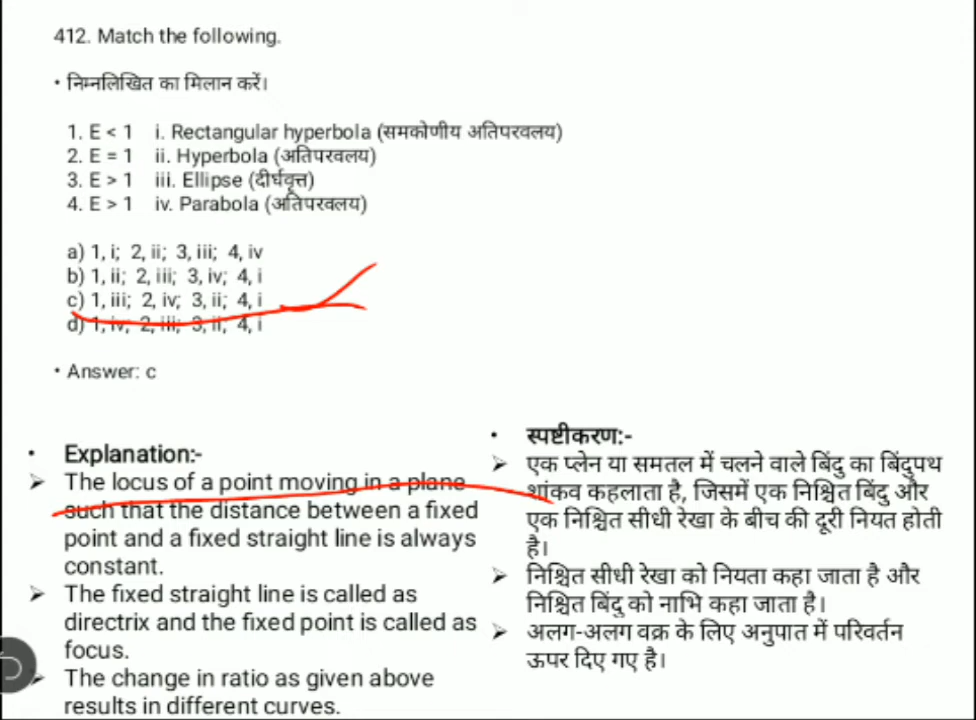 412. Match the following.
• निम्नलिखित का मिलान करें।
1. E < 1 i. Rectangular hyperbola (समकोणीय अतिपरवलय)
2. E = 1 ii. Hyperbola (अतिपरवलय)
3. E > 1 iii. Ellipse (दीर्घवृत्त)
4. E > 1 iv. Parabola (अतिपरवलय)
a) 1, i; 2, ii; 3, iii; 4, iv
b) 1, ii; 2, iii; 3, iv; 4, i
c) 1, iii; 2, iv; 3, ii; 4, i
d) 1, iv; 2, iii; 3, ii, 4, i
• Answer: c
• Explanation:-
➤ The locus of a point moving in a plane
such that the distance between a fixed
point and a fixed straight line is always
constant.
➤ The fixed straight line is called as
directrix and the fixed point is called as
focus.
➤ The change in ratio as given above
results in different curves.
• स्पष्टीकरण:-
➤ एक प्लेन या समतल में चलने वाले बिंदु का बिंदुपथ
शांकव कहलाता है, जिसमें एक निश्चित बिंदु और
एक निश्चित सीधी रेखा के बीच की दूरी नियत होती
है।
➤ निश्चित सीधी रेखा को नियता कहा जाता है और
निश्चित बिंदु को नाभि कहा जाता है।
➤ अलग-अलग वक्र के लिए अनुपात में परिवर्तन
ऊपर दिए गए है।